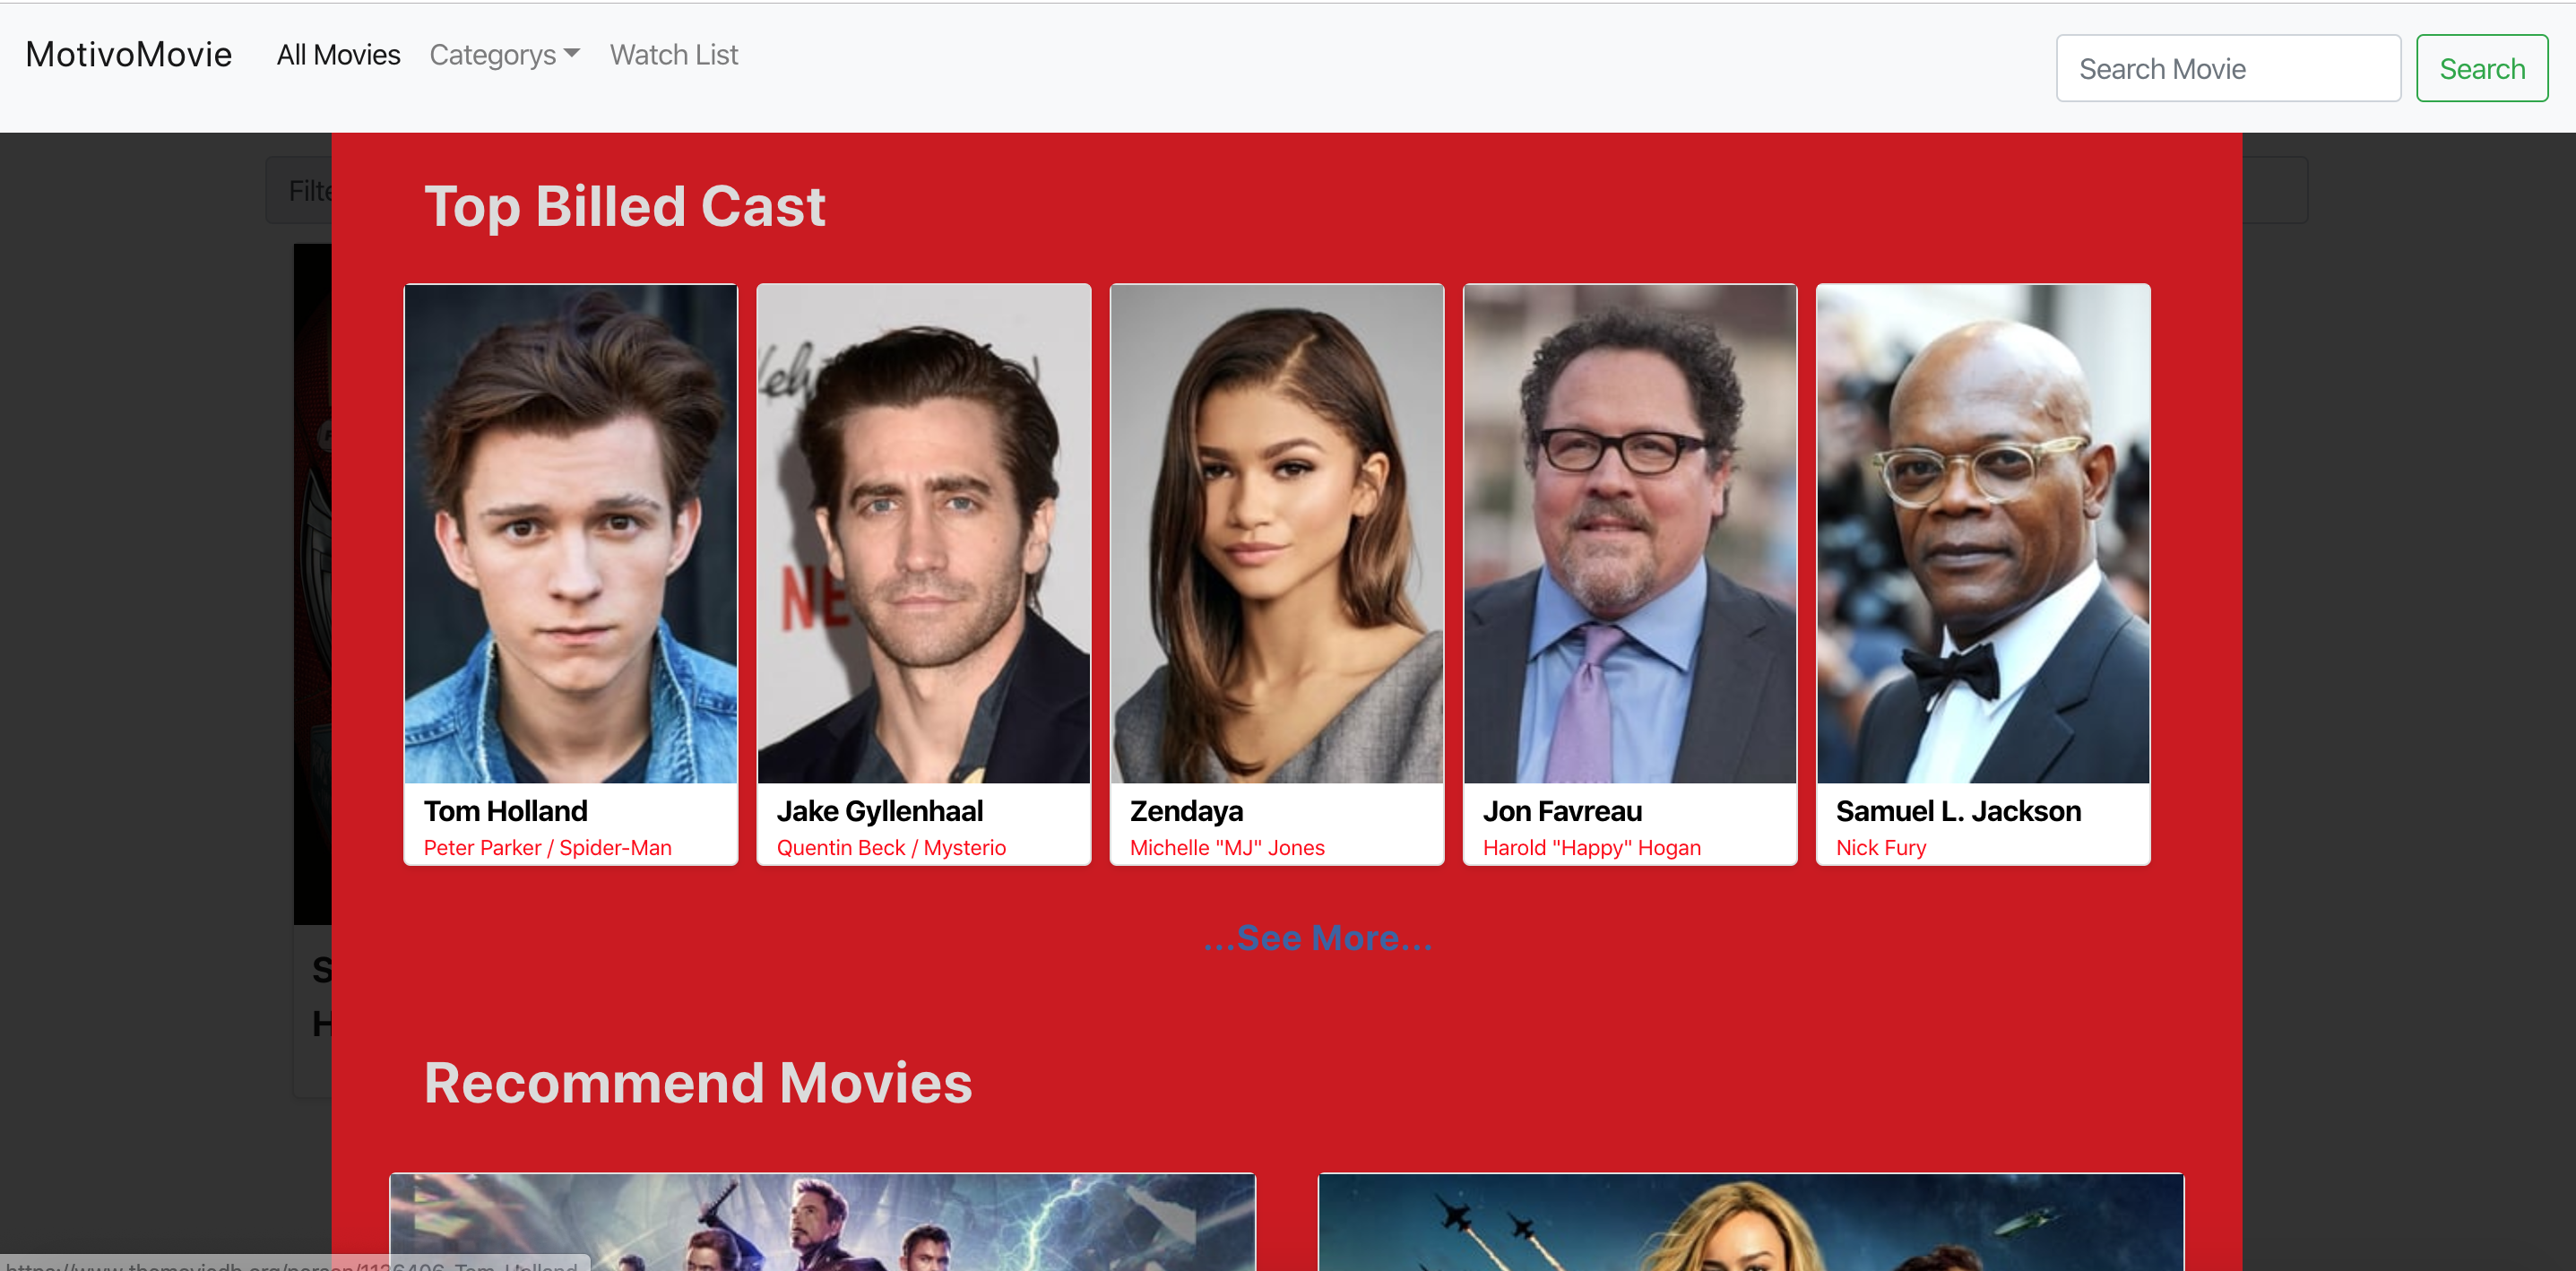 MotivoMovie All Movies Categorys Watch List Search Movie Search
Filte
Top Billed Cast
NE
Tom Holland
Peter Parker / Spider-Man
Jake Gyllenhaal
Quentin Beck / Mysterio
Zendaya
Michelle "MJ" Jones
Jon Favreau
Harold "Happy" Hogan
Samuel L. Jackson
Nick Fury
...See More...
S
H
Recommend Movies
https://www.themoviedb.org/person/1136406-Tom-Holland